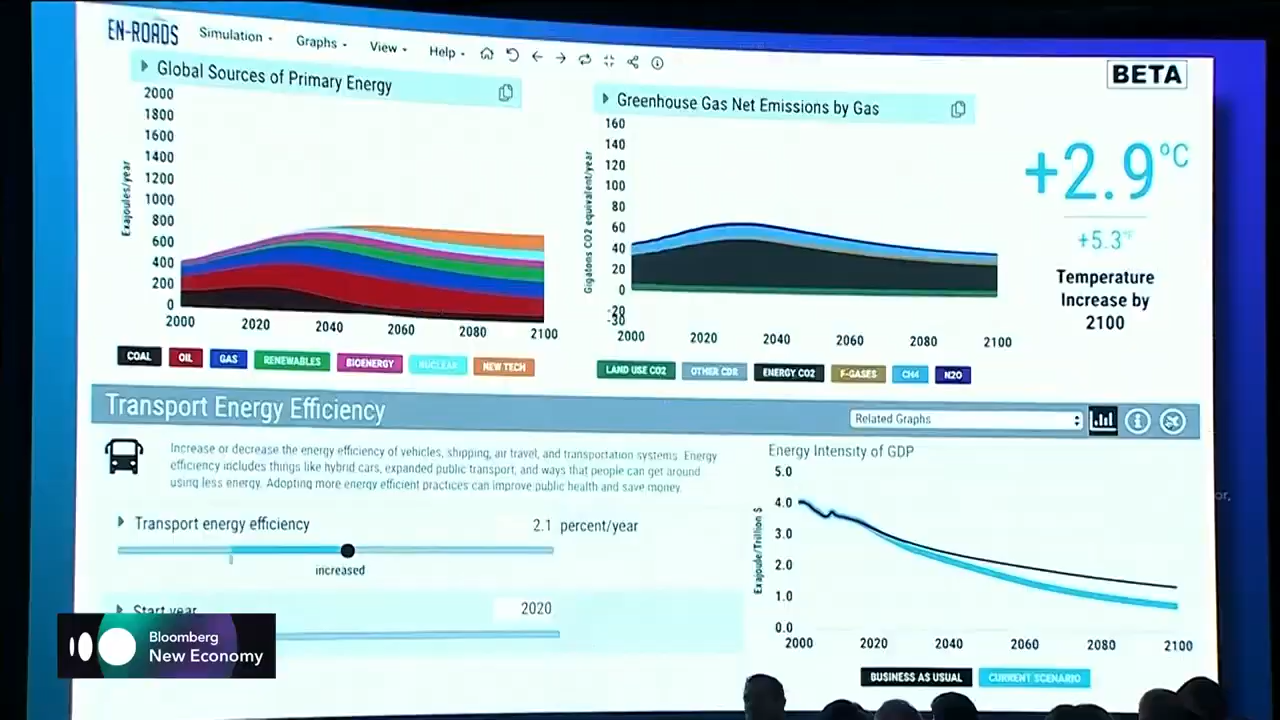 EN-ROADS
Simulation
Graphs
View
Help
BETA
Global Sources of Primary Energy
Greenhouse Gas Net Emissions by Gas
Exajoules/year
2000
1800
1600
1400
1200
1000
800
600
400
200
0
2000 2020 2040 2060 2080 2100
COAL OIL GAS RENEWABLES BIOENERGY NUCLEAR NEW TECH
Gigatons CO2 equivalent/year
160
140
120
100
80
60
40
20
0
-20
-30
2000 2020 2040 2060 2080 2100
LAND USE CO2 OTHER CDR ENERGY CO2 F-GASES CH4 N2O
+2.9°C
+5.3°F
Temperature
Increase by
2100
Transport Energy Efficiency
Related Graphs
Increase or decrease the energy efficiency of vehicles, shipping, air travel, and transportation systems. Energy
efficiency includes things like hybrid cars, expanded public transport, and ways that people can get around
using less energy. Adopting more energy efficient practices can improve public health and save money.
Transport energy efficiency 2.1 percent/year
increased
Start year 2020
Energy Intensity of GDP
Exajoule/Trillion $
5.0
4.0
3.0
2.0
1.0
0.0
2000 2020 2040 2060 2080 2100
BUSINESS AS USUAL CURRENT SCENARIO
Bloomberg
New Economy